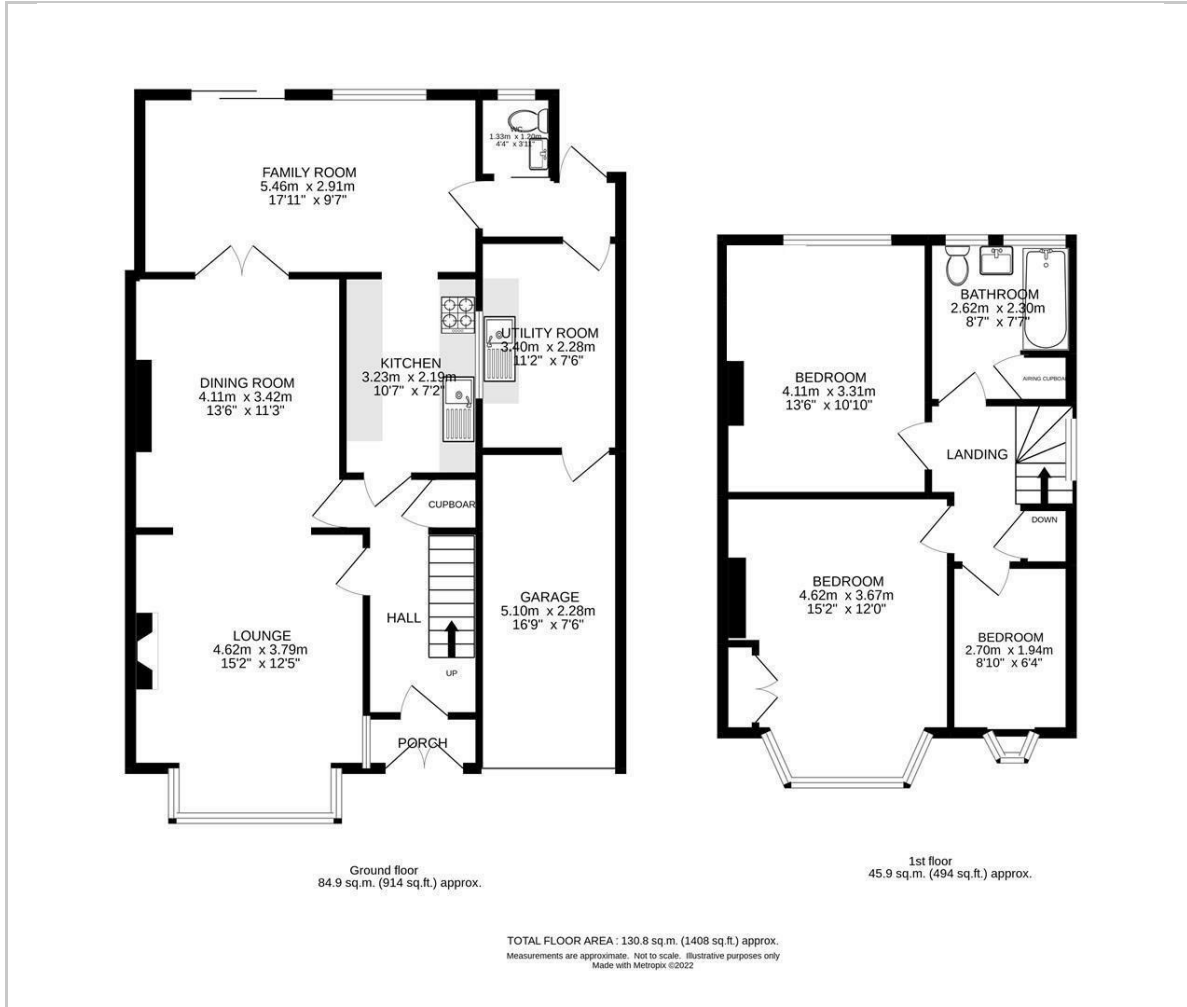 WC
1.33m x 1.20m
4'4" x 3'11"
FAMILY ROOM
5.46m x 2.91m
17'11" x 9'7"
UTILITY ROOM
3.40m x 2.28m
11'2" x 7'6"
KITCHEN
3.23m x 2.19m
10'7" x 7'2"
DINING ROOM
4.11m x 3.42m
13'6" x 11'3"
CUPBOAR
GARAGE
5.10m x 2.28m
16'9" x 7'6"
HALL
LOUNGE
4.62m x 3.79m
15'2" x 12'5"
UP
PORCH
Ground floor
84.9 sq.m. (914 sq.ft.) approx.
BATHROOM
2.62m x 2.30m
8'7" x 7'7"
AIRING CUPBOA
BEDROOM
4.11m x 3.31m
13'6" x 10'10"
LANDING
DOWN
BEDROOM
4.62m x 3.67m
15'2" x 12'0"
BEDROOM
2.70m x 1.94m
8'10" x 6'4"
1st floor
45.9 sq.m. (494 sq.ft.) approx.
TOTAL FLOOR AREA : 130.8 sq.m. (1408 sq.ft.) approx.
Measurements are approximate. Not to scale. Illustrative purposes only
Made with Metropix ©2022